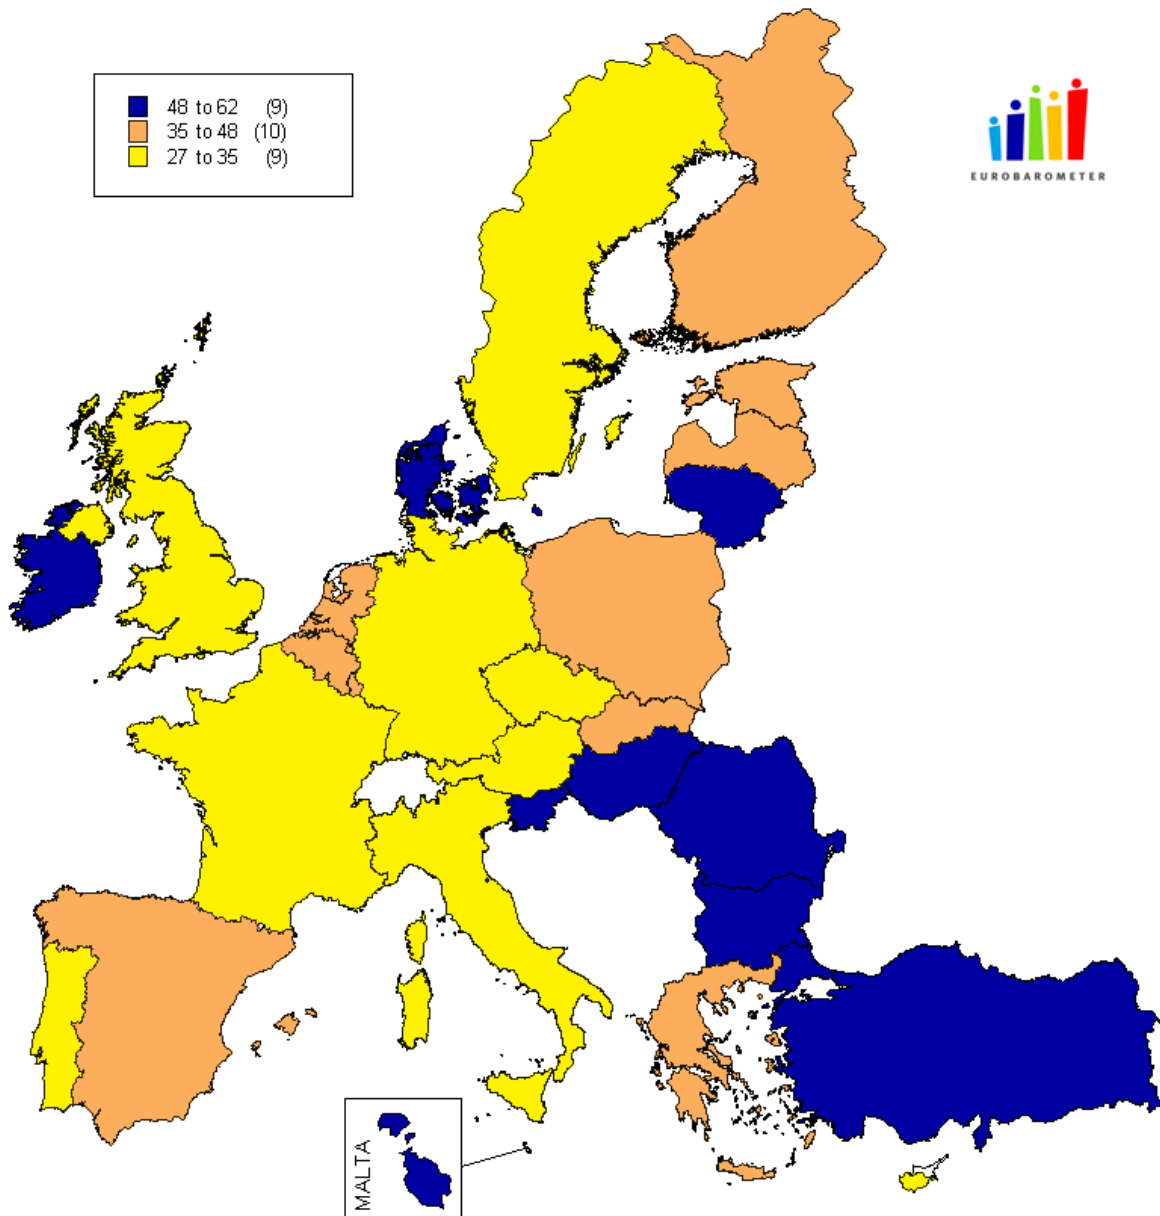 48 to 62 (9)
35 to 48 (10)
27 to 35 (9)
EUROBAROMETER
MALTA